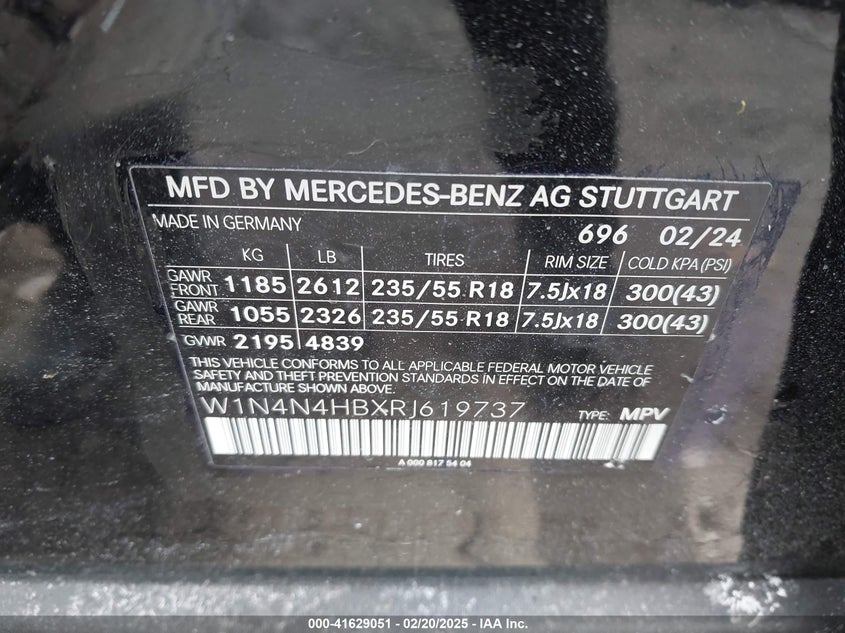 MFD BY MERCEDES-BENZ AG STUTTGART
MADE IN GERMANY 696 02/24
KG LB TIRES RIM SIZE COLD KPA (PSI)
GAWR FRONT 1185 2612 235/55 R18 7.5Jx18 300(43)
GAWR REAR 1055 2326 235/55 R18 7.5Jx18 300(43)
GVWR 2195 4839
THIS VEHICLE CONFORMS TO ALL APPLICABLE FEDERAL MOTOR VEHICLE
SAFETY AND THEFT PREVENTION STANDARDS IN EFFECT ON THE DATE OF
MANUFACTURE SHOWN ABOVE.
W1N4N4HBXRJ619737 TYPE: MPV
A 000 817 54 04
000-41629051 - 02/20/2025 - IAA Inc.